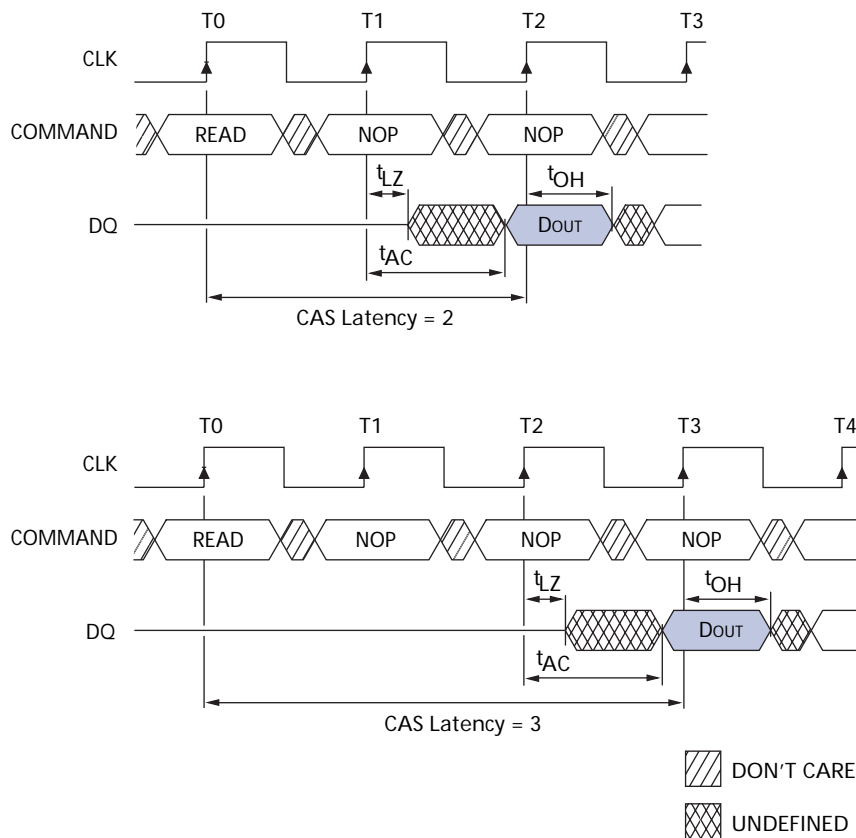 T0 T1 T2 T3
CLK
COMMAND READ NOP NOP
tLZ tOH
DQ DOUT
tAC
CAS Latency = 2
T0 T1 T2 T3 T4
CLK
COMMAND READ NOP NOP NOP
tLZ tOH
DQ DOUT
tAC
CAS Latency = 3
DON'T CARE
UNDEFINED